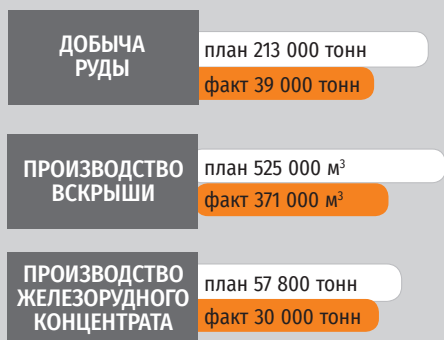 ДОБЫЧА
РУДЫ
план 213 000 тонн
факт 39 000 тонн
ПРОИЗВОДСТВО
ВСКРЫШИ
план 525 000 м³
факт 371 000 м³
ПРОИЗВОДСТВО
ЖЕЛЕЗОРУДНОГО
КОНЦЕНТРАТА
план 57 800 тонн
факт 30 000 тонн